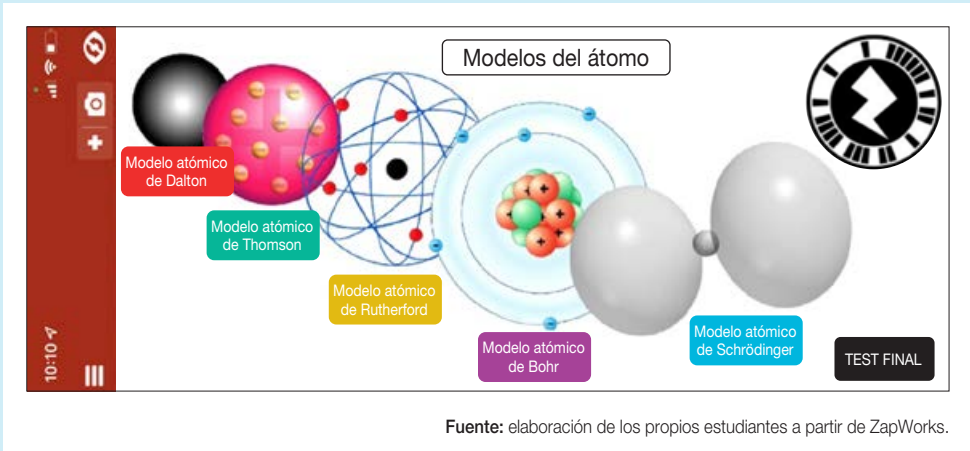 Modelos del átomo
Modelo atómico
de Dalton
Modelo atómico
de Thomson
Modelo atómico
de Rutherford
Modelo atómico
de Bohr
Modelo atómico
de Schrödinger
TEST FINAL
10:10
Fuente: elaboración de los propios estudiantes a partir de ZapWorks.